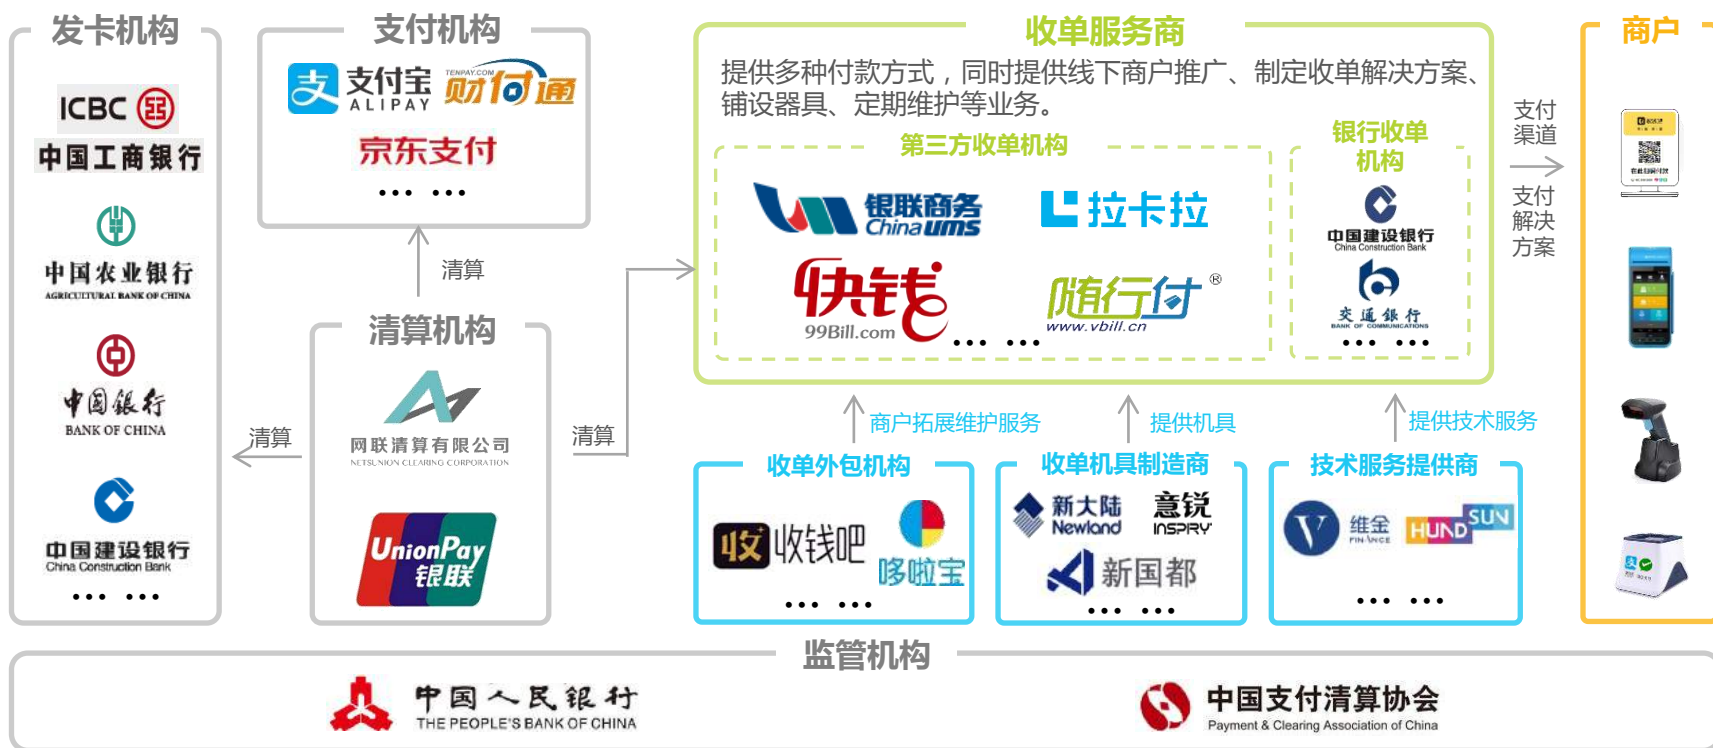 发卡机构
ICBC
中国工商银行
中国农业银行
AGRICULTURAL BANK OF CHINA
中国银行
BANK OF CHINA
中国建设银行
China Construction Bank
... ...
支付机构
支付宝
ALIPAY
TENPAY.COM
财付通
京东支付
... ...
清算
清算机构
网联清算有限公司
NETSUNION CLEARING CORPORATION
UnionPay
银联
清算
清算
收单服务商
提供多种付款方式，同时提供线下商户推广、制定收单解决方案、
铺设器具、定期维护等业务。
第三方收单机构
银联商务
China ums
拉卡拉
快钱
99Bill.com
随行付®
www.vbill.cn
... ...
银行收单
机构
中国建设银行
China Construction Bank
交通银行
BANK OF COMMUNICATIONS
... ...
商户拓展维护服务
提供机具
提供技术服务
收单外包机构
收 收钱吧
哆啦宝
... ...
收单机具制造商
新大陆
Newland
意锐
INSPIRY
新国都
... ...
技术服务提供商
V 维金
FINANCE
HUNDSUN
... ...
支付
渠道
支付
解决
方案
商户
监管机构
中国人民银行
THE PEOPLE'S BANK OF CHINA
中国支付清算协会
Payment & Clearing Association of China